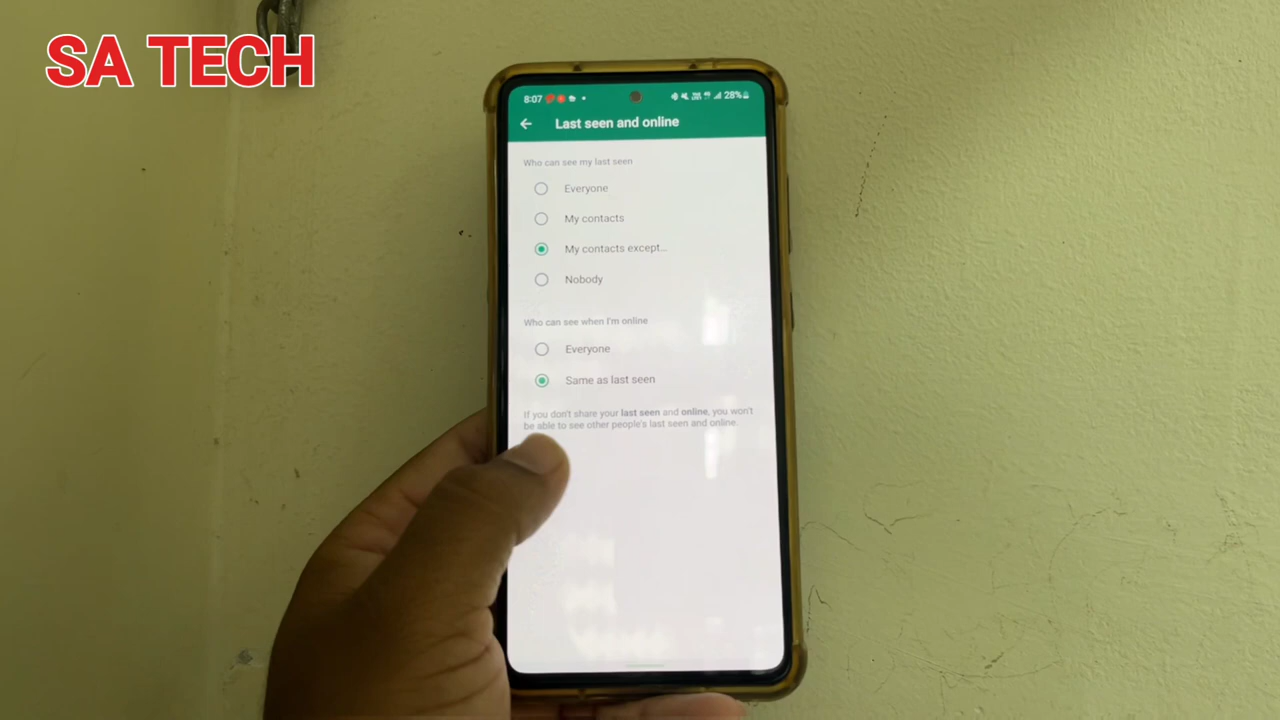 SA TECH
8:07
28%
Last seen and online
Who can see my last seen
Everyone
My contacts
My contacts except...
Nobody
Who can see when I'm online
Everyone
Same as last seen
If you don't share your last seen and online, you won't
be able to see other people's last seen and online.